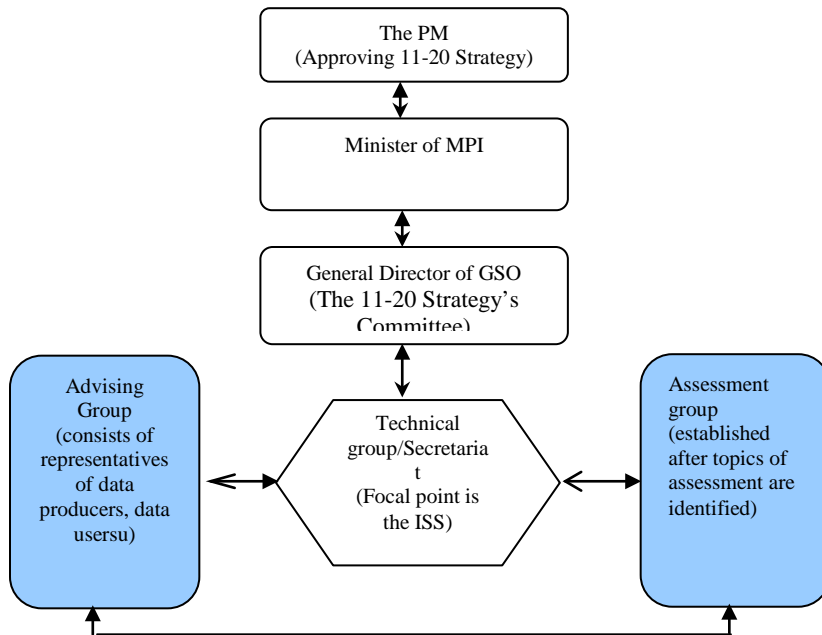 The PM
(Approving 11-20 Strategy)
Minister of MPI
General Director of GSO
(The 11-20 Strategy's
Committee)
Advising
Group
(consists of
representatives
of data
producers, data
usersu)
Technical
group/Secretaria
t
(Focal point is
the ISS)
Assessment
group
(established
after topics of
assessment are
identified)